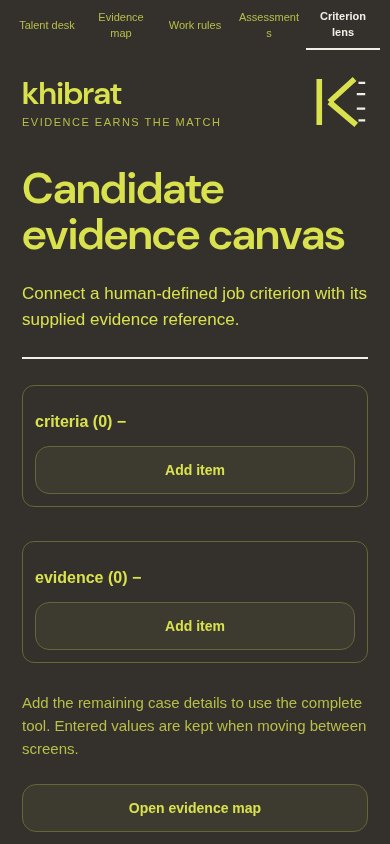 Talent desk
Evidence map
Work rules
Assessments
Criterion lens
khibrat
EVIDENCE EARNS THE MATCH
Candidate
evidence canvas
Connect a human-defined job criterion with its
supplied evidence reference.
criteria (0) –
Add item
evidence (0) –
Add item
Add the remaining case details to use the complete
tool. Entered values are kept when moving between
screens.
Open evidence map